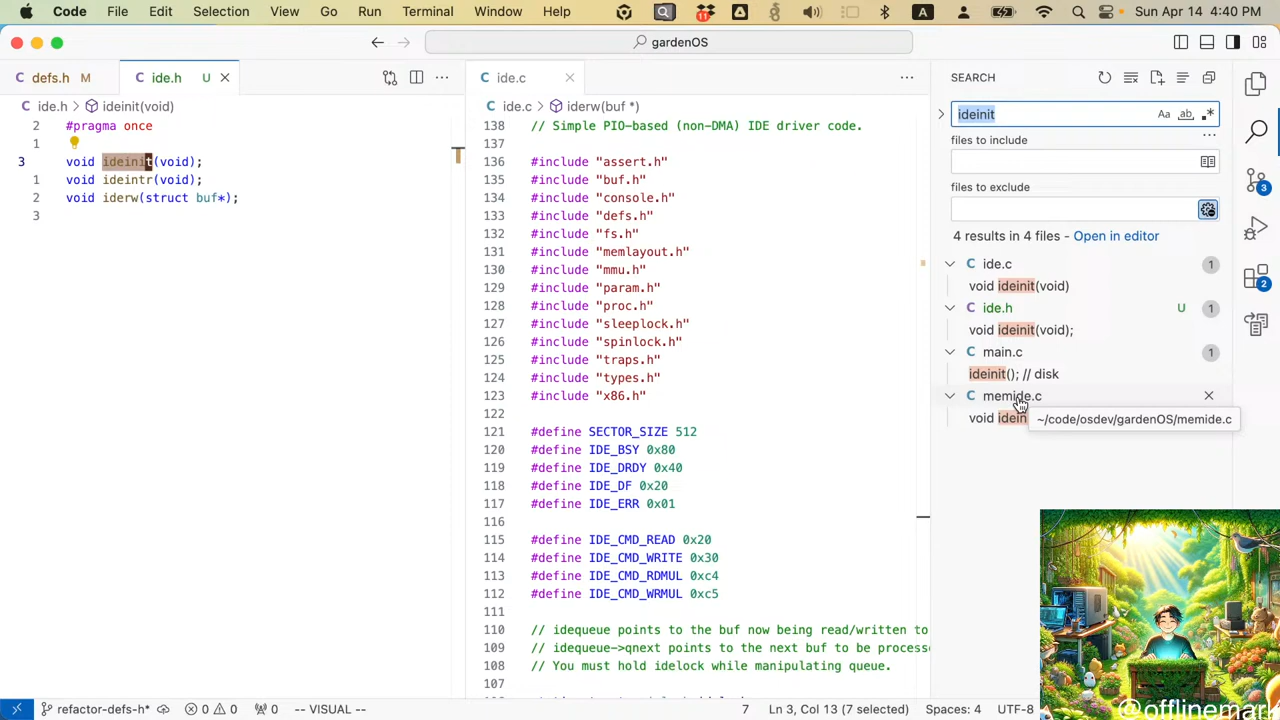 Code File Edit Selection View Go Run Terminal Window Help 11 A Sun Apr 14 4:40 PM
gardenOS
C defs.h M C ide.h U
C ide.h > ideinit(void)
2 #pragma once
1
3 void ideinit(void);
1 void ideintr(void);
2 void iderw(struct buf*);
3
C ide.c
C ide.c > iderw(buf *)
138 // Simple PIO-based (non-DMA) IDE driver code.
137
136 #include "assert.h"
135 #include "buf.h"
134 #include "console.h"
133 #include "defs.h"
132 #include "fs.h"
131 #include "memlayout.h"
130 #include "mmu.h"
129 #include "param.h"
128 #include "proc.h"
127 #include "sleeplock.h"
126 #include "spinlock.h"
125 #include "traps.h"
124 #include "types.h"
123 #include "x86.h"
122
121 #define SECTOR_SIZE 512
120 #define IDE_BSY 0x80
119 #define IDE_DRDY 0x40
118 #define IDE_DF 0x20
117 #define IDE_ERR 0x01
116
115 #define IDE_CMD_READ 0x20
114 #define IDE_CMD_WRITE 0x30
113 #define IDE_CMD_RDMUL 0xc4
112 #define IDE_CMD_WRMUL 0xc5
111
110 // idequeue points to the buf now being read/written to
109 // idequeue->qnext points to the next buf to be processe
108 // You must hold idelock while manipulating queue.
107
SEARCH
ideinit Aa ab
files to include
files to exclude
4 results in 4 files - Open in editor
C ide.c 1
void ideinit(void)
C ide.h U 1
void ideinit(void);
C main.c 1
ideinit(); // disk
C memide.c
void idein
~/code/osdev/gardenOS/memide.c
3
2
@offlinemark
refactor-defs-h* 0 0 0 -- VISUAL -- 7 Ln 3, Col 13 (7 selected) Spaces: 4 UTF-8